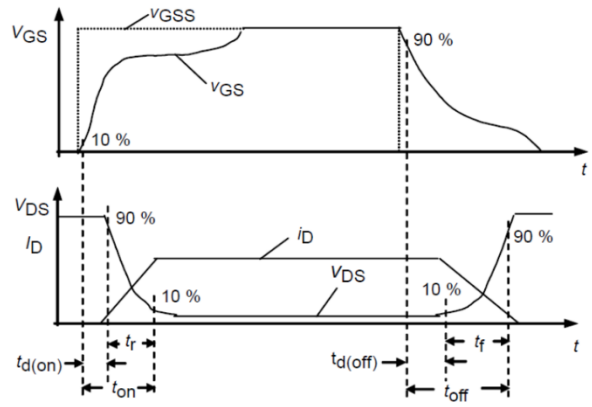 vGSS
VGS
90 %
vGS
10 %
t
VDS
90 %
iD
ID
90 %
VDS
10 %
10 %
tr
tf
t
td(on)
td(off)
ton
toff